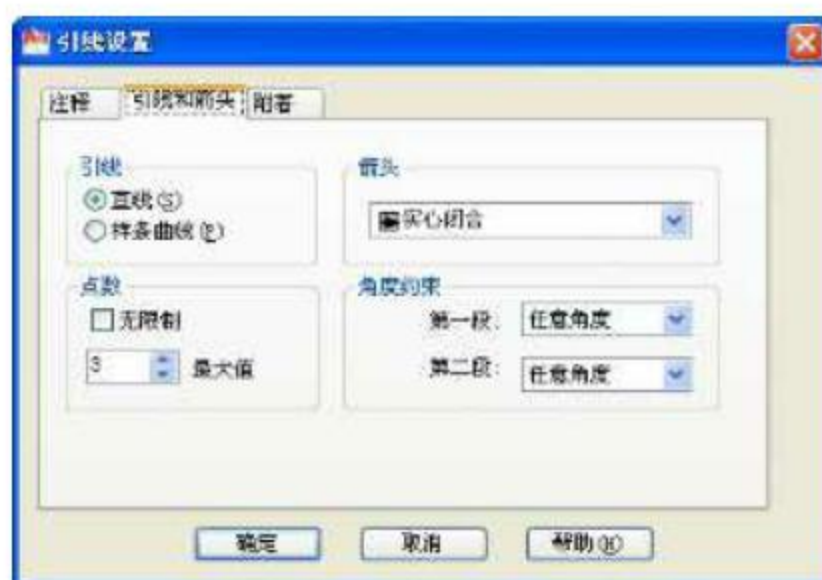 引线设置
注释 引线和箭头 附着
引线
直线(S)
样条曲线(P)
箭头
实心闭合
点数
无限制
3 最大值
角度约束
第一段: 任意角度
第二段: 任意角度
确定 取消 帮助(H)